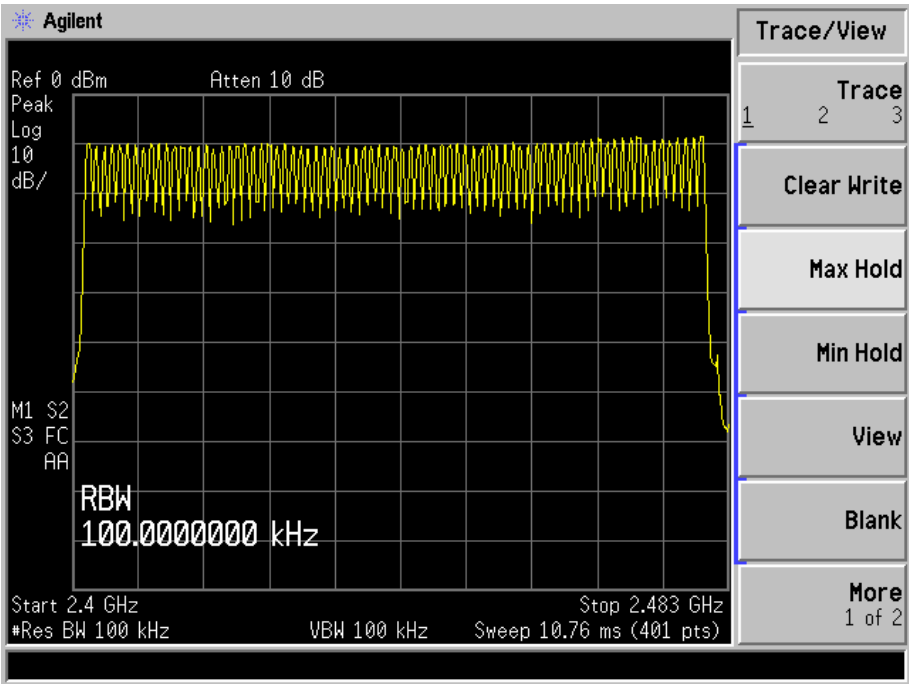 Agilent
Trace/View
Ref 0 dBm Atten 10 dB
Peak
Log
10
dB/
M1 S2
S3 FC
AA
RBW
100.0000000 kHz
Start 2.4 GHz Stop 2.483 GHz
#Res BW 100 kHz VBW 100 kHz Sweep 10.76 ms (401 pts)
Trace
1 2 3
Clear Write
Max Hold
Min Hold
View
Blank
More
1 of 2